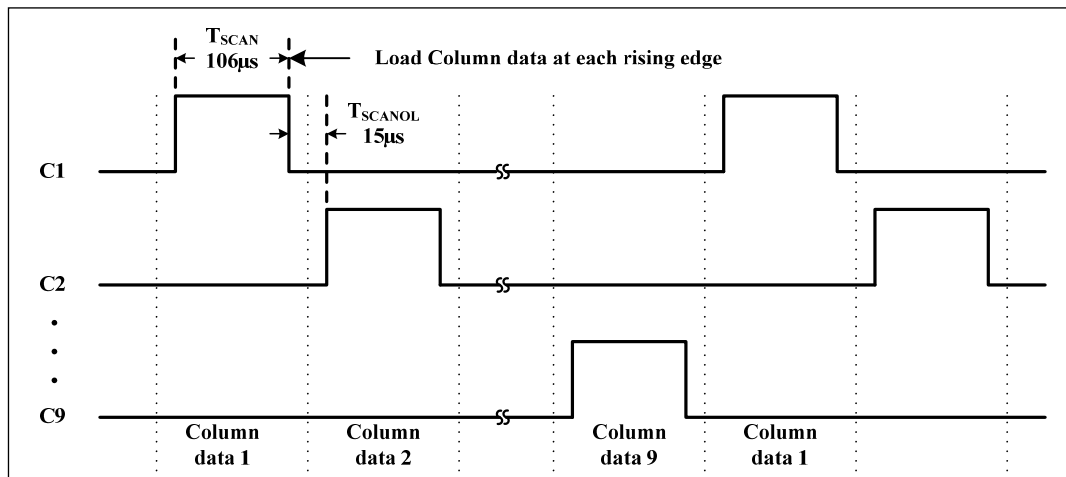 TSCAN
106μs
Load Column data at each rising edge
TSCANOL
15μs
C1
C2
C9
Column data 1
Column data 2
Column data 9
Column data 1